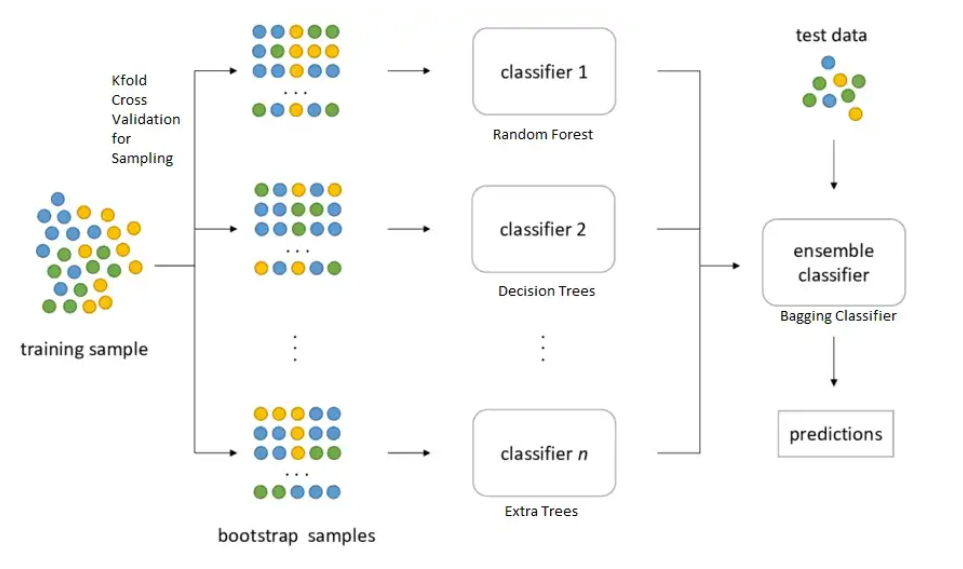 Kfold
Cross
Validation
for
Sampling
training sample
. . .
. . .
. . .
bootstrap samples
classifier 1
Random Forest
classifier 2
Decision Trees
classifier n
Extra Trees
test data
ensemble
classifier
Bagging Classifier
predictions